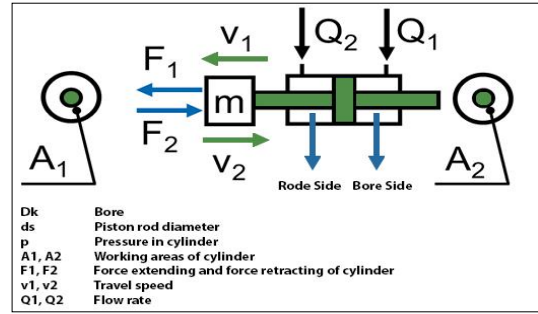 v1
Q2
Q1
F1
m
F2
A1
v2
A2
Rode Side
Bore Side
Dk Bore
ds Piston rod diameter
p Pressure in cylinder
A1, A2 Working areas of cylinder
F1, F2 Force extending and force retracting of cylinder
v1, v2 Travel speed
Q1, Q2 Flow rate